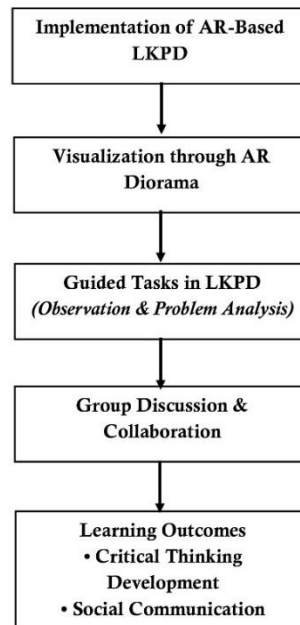 Implementation of AR-Based
LKPD
Visualization through AR
Diorama
Guided Tasks in LKPD
(Observation & Problem Analysis)
Group Discussion &
Collaboration
Learning Outcomes
• Critical Thinking
Development
• Social Communication